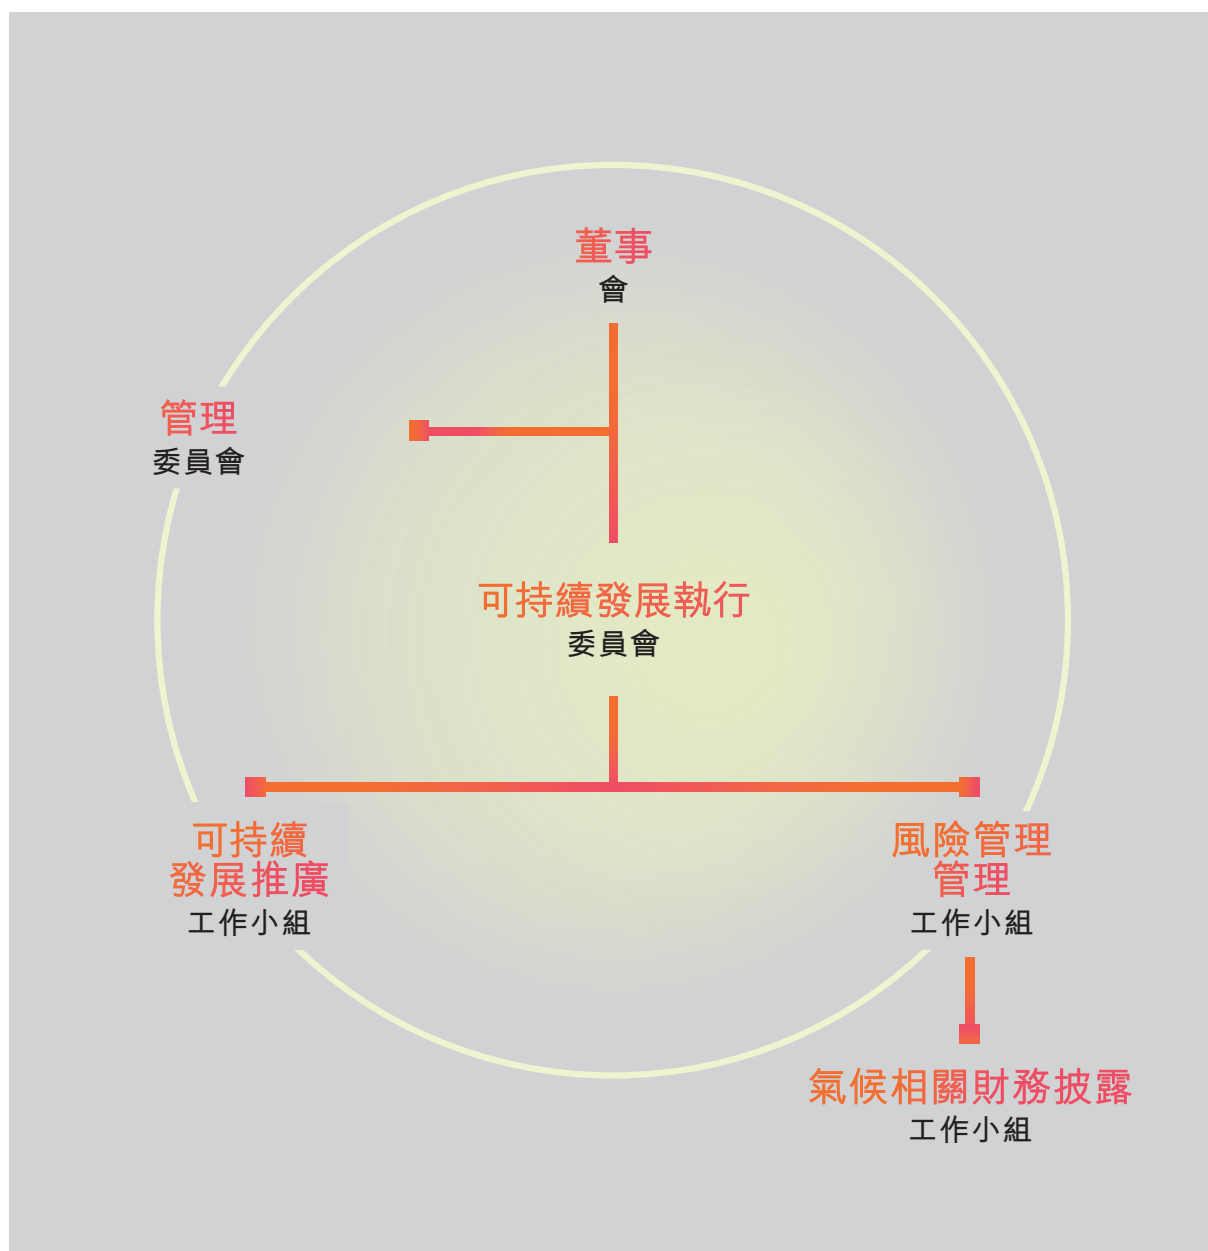 董事
會
管理
委員會
可持續發展執行
委員會
可持續
發展推廣
工作小組
風險管理
管理
工作小組
氣候相關財務披露
工作小組